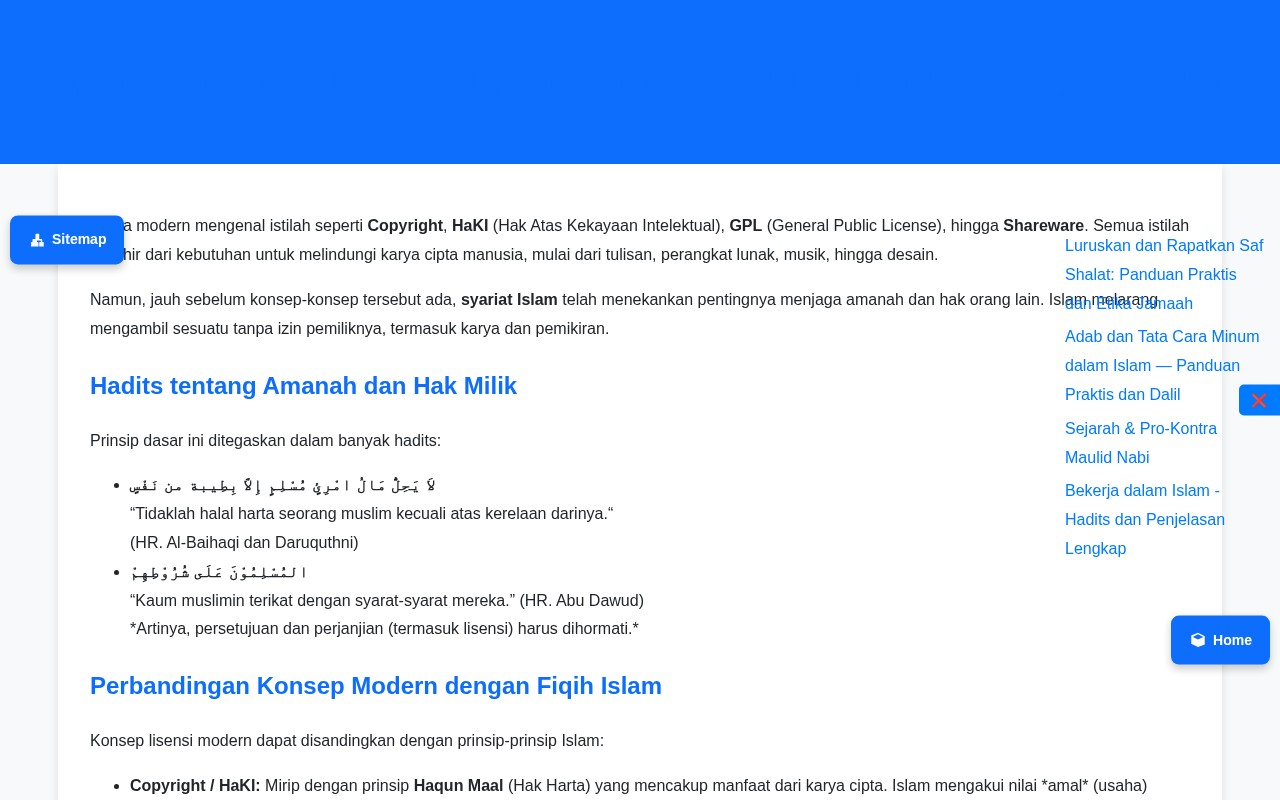 a modern mengenal istilah seperti Copyright, HaKI (Hak Atas Kekayaan Intelektual), GPL (General Public License), hingga Shareware. Semua istilah
hir dari kebutuhan untuk melindungi karya cipta manusia, mulai dari tulisan, perangkat lunak, musik, hingga desain.
Namun, jauh sebelum konsep-konsep tersebut ada, syariat Islam telah menekankan pentingnya menjaga amanah dan hak orang lain. Islam melarang
mengambil sesuatu tanpa izin pemiliknya, termasuk karya dan pemikiran.
Hadits tentang Amanah dan Hak Milik
Prinsip dasar ini ditegaskan dalam banyak hadits:
• لاَ يَحِلُّ مَالُ امْرِئٍ مُسْلِمٍ إِلاَّ بِطِيبة من نَفْسٍ
“Tidaklah halal harta seorang muslim kecuali atas kerelaan darinya.“
(HR. Al-Baihaqi dan Daruquthni)
• المُسْلِمُوْنَ عَلَى شُرُوْطِهِمْ
“Kaum muslimin terikat dengan syarat-syarat mereka.” (HR. Abu Dawud)
*Artinya, persetujuan dan perjanjian (termasuk lisensi) harus dihormati.*
Perbandingan Konsep Modern dengan Fiqih Islam
Konsep lisensi modern dapat disandingkan dengan prinsip-prinsip Islam:
• Copyright / HaKI: Mirip dengan prinsip Haqun Maal (Hak Harta) yang mencakup manfaat dari karya cipta. Islam mengakui nilai *amal* (usaha)
Sitemap
Luruskan dan Rapatkan Saf
Shalat: Panduan Praktis
dan Etika Jamaah
Adab dan Tata Cara Minum
dalam Islam — Panduan
Praktis dan Dalil
Sejarah & Pro-Kontra
Maulid Nabi
Bekerja dalam Islam -
Hadits dan Penjelasan
Lengkap
Home